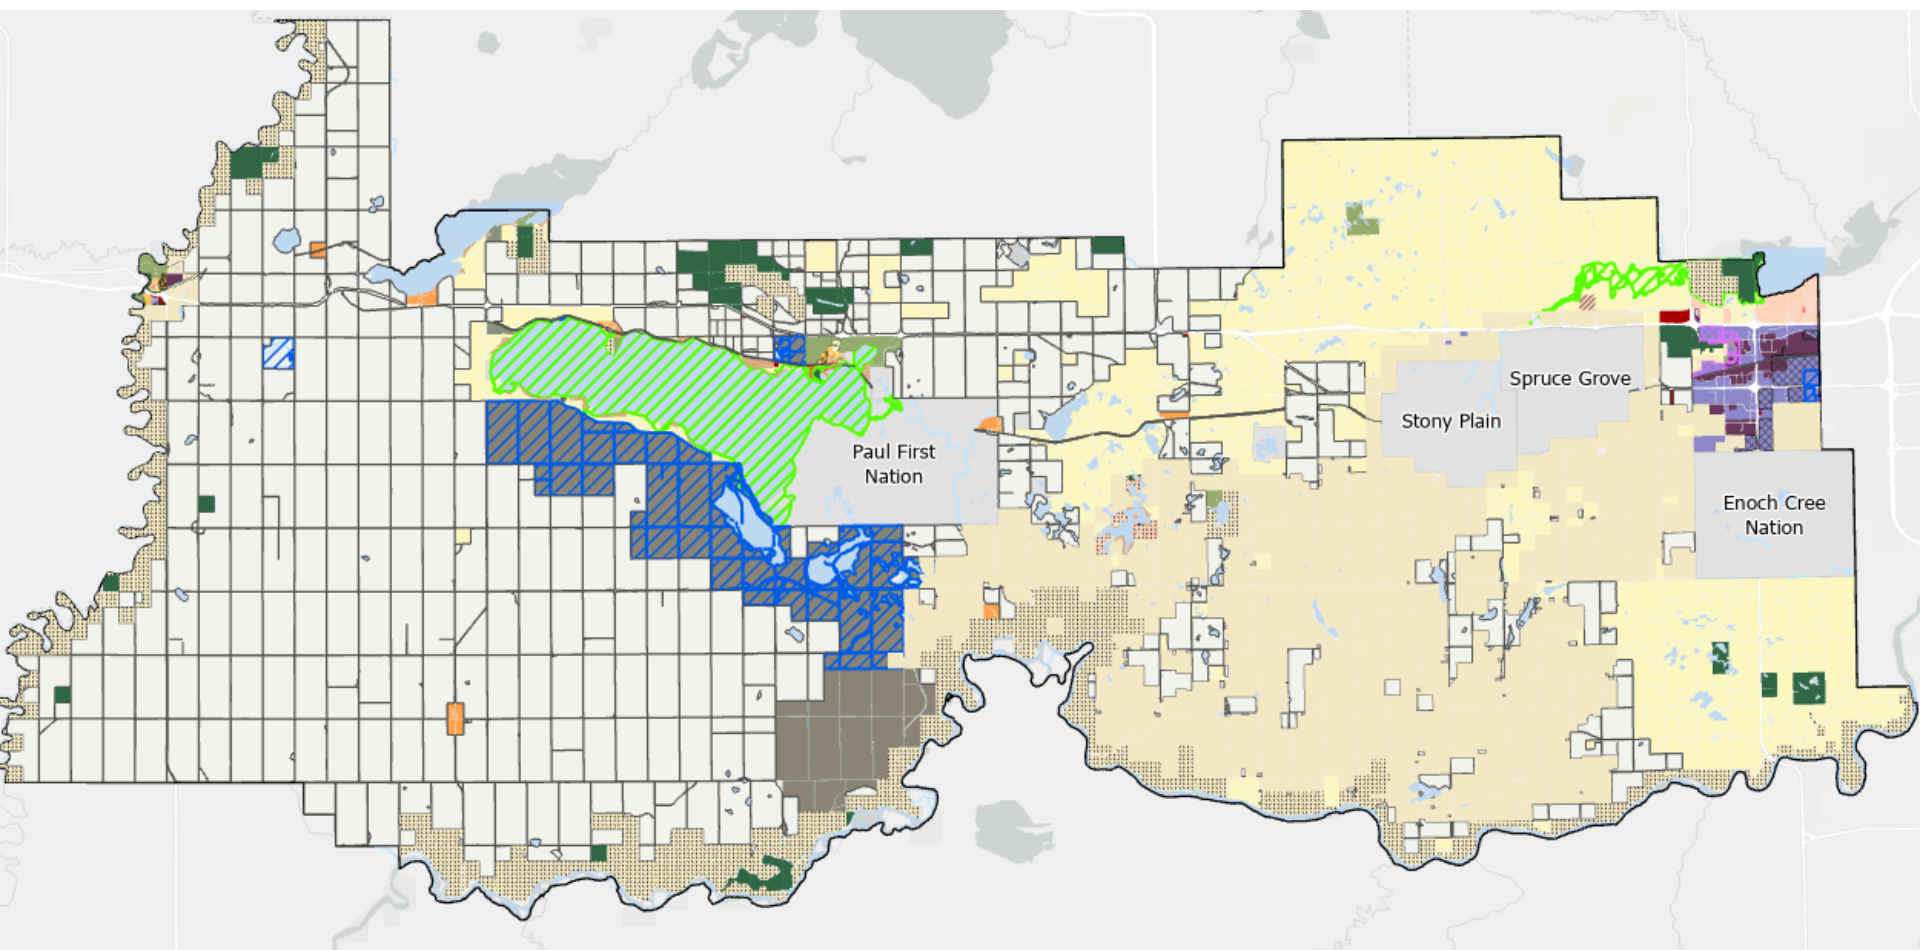 Spruce Grove
Stony Plain
Paul First
Nation
Enoch Cree
Nation